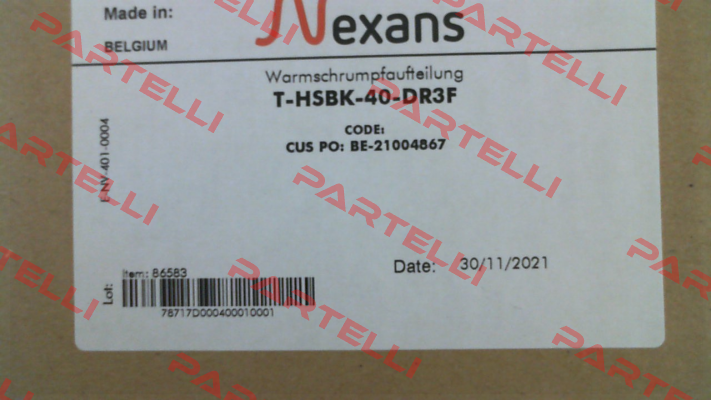 Made in:
BELGIUM
Nexans
Warmschrumpfaufteilung
T-HSBK-40-DR3F
CODE:
CUS PO: BE-21004867
E-NV-401-0004
Date: 30/11/2021
Item: 86583
Lot:
78717D000400010001
PARTELLI
PARTELLI
PARTELLI
PARTELLI
PARTELLI
PARTELLI
PARTELLI
PARTELLI